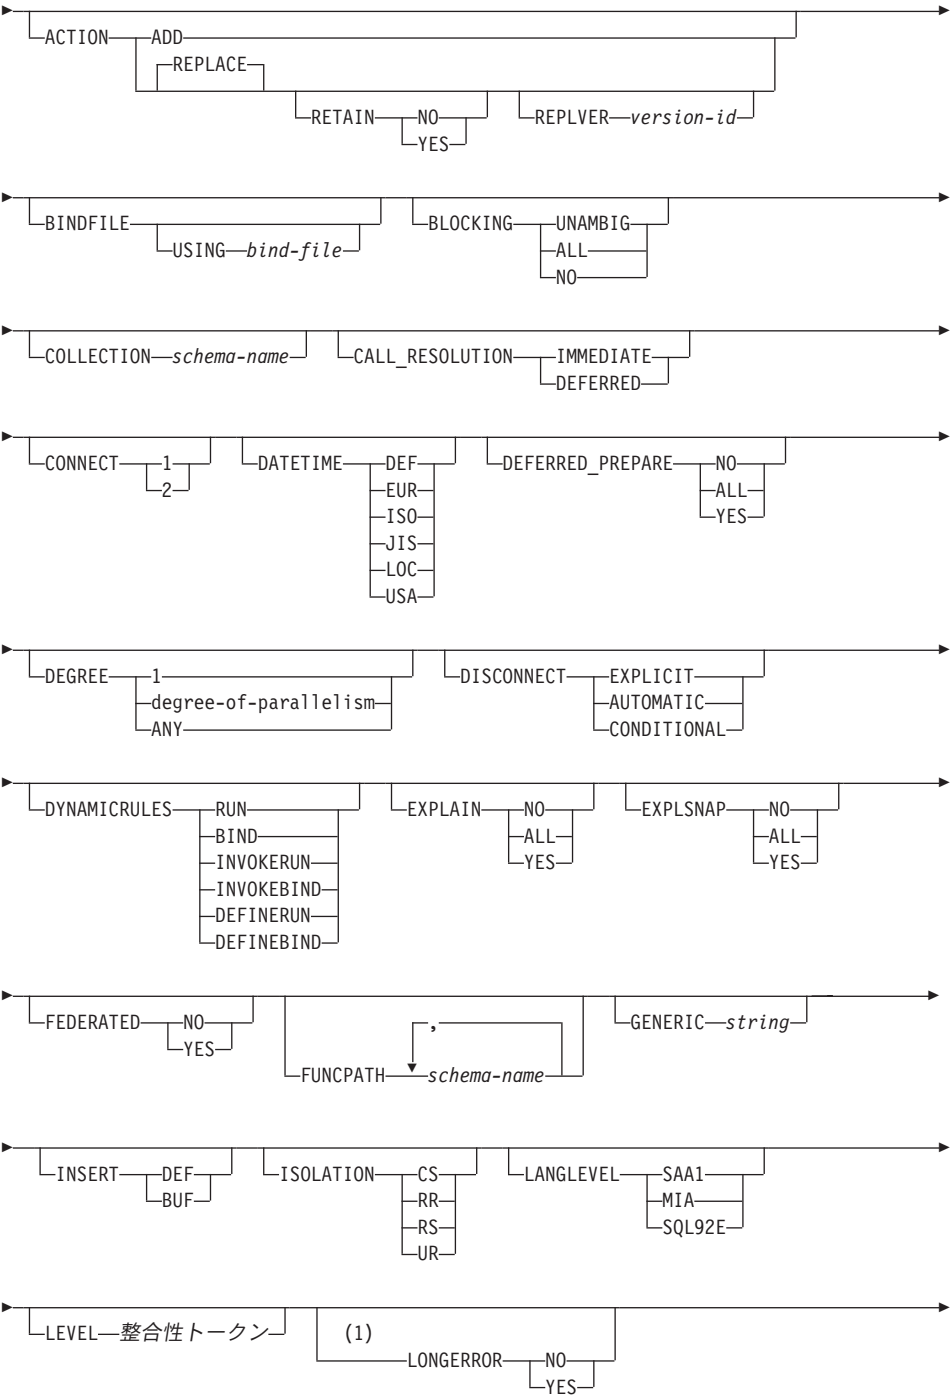 ACTION ADD
REPLACE
RETAIN NO REPLVER version-id
YES
BINDFILE BLOCKING UNAMBIG
USING bind-file ALL
NO
COLLECTION schema-name CALL_RESOLUTION IMMEDIATE
DEFERRED
CONNECT 1 DATETIME DEF DEFERRED_PREPARE NO
2 EUR ALL
ISO YES
JIS
LOC
USA
DEGREE 1 DISCONNECT EXPLICIT
degree-of-parallelism AUTOMATIC
ANY CONDITIONAL
DYNAMICRULES RUN EXPLAIN NO EXPLSNAP NO
BIND ALL ALL
INVOKERUN YES YES
INVOKEBIND
DEFINERUN
DEFINEBIND
FEDERATED NO , GENERIC string
YES
FUNCPATH schema-name
INSERT DEF ISOLATION CS LANGLEVEL SAA1
BUF RR MIA
RS SQL92E
UR
LEVEL 整合性トークン (1)
LONGERROR NO
YES